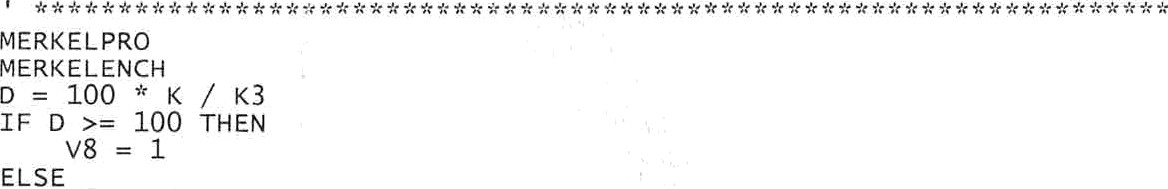 ' *********************************************************************
MERKELPRO
MERKELENCH
D = 100 * K / K3
IF D >= 100 THEN
    V8 = 1
ELSE